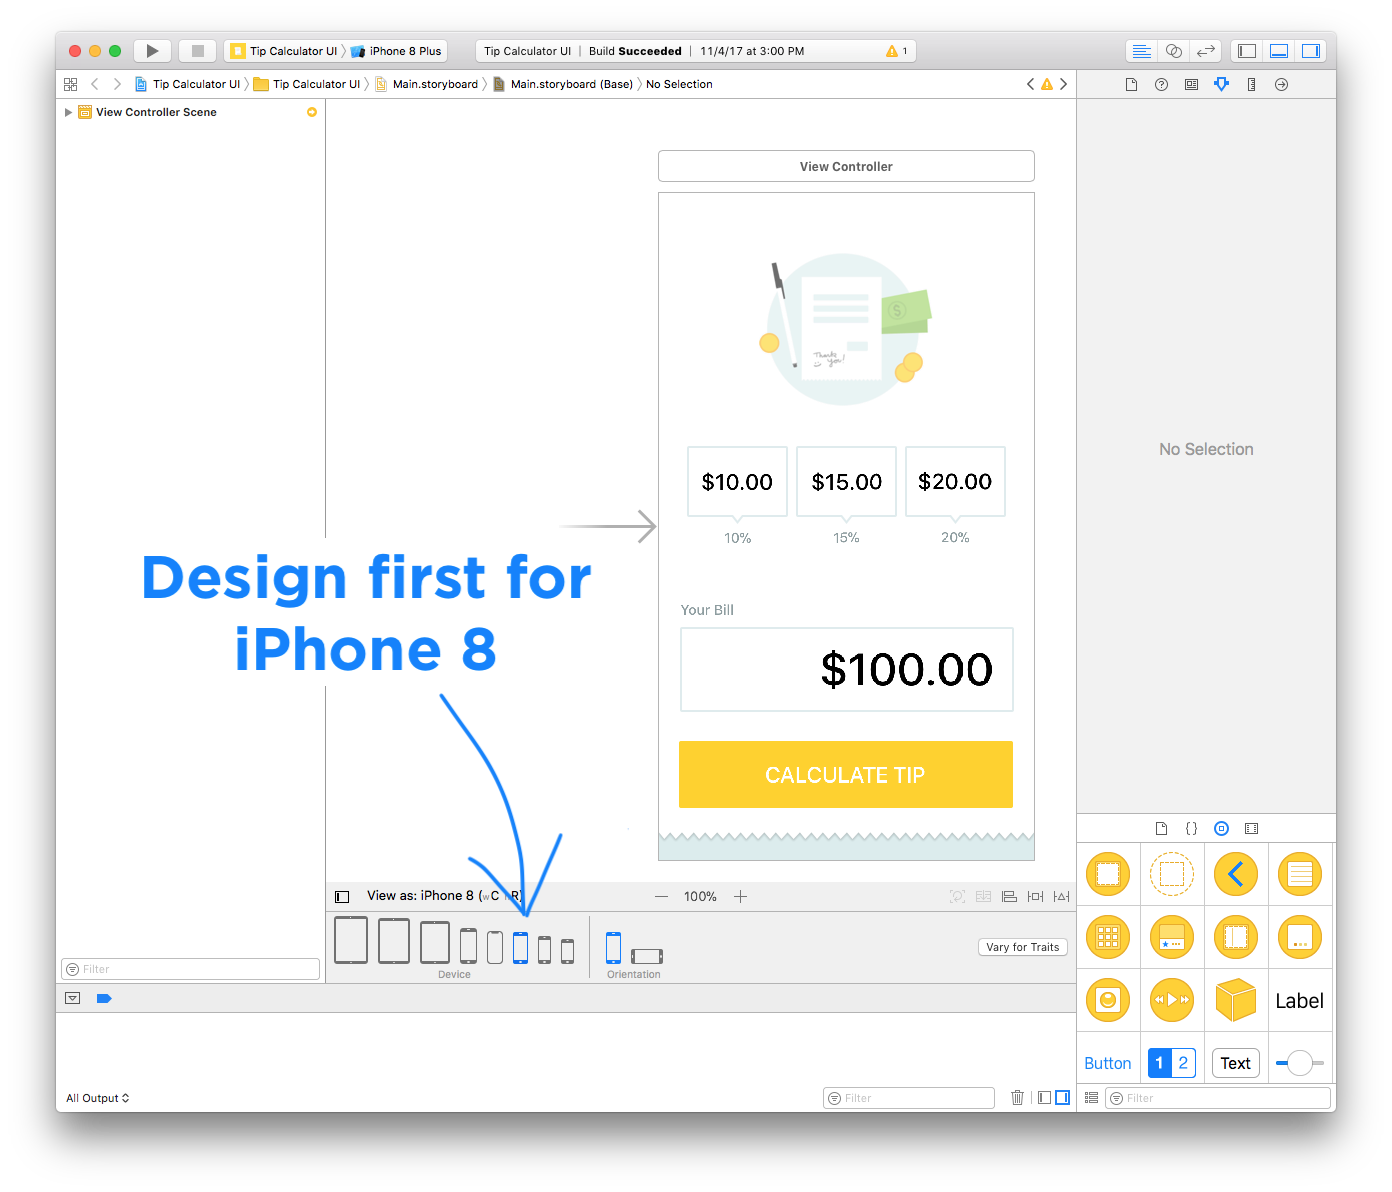 Tip Calculator UI
iPhone 8 Plus
Tip Calculator UI | Build Succeeded | 11/4/17 at 3:00 PM
1
Tip Calculator UI
Tip Calculator UI
Main.storyboard
Main.storyboard (Base)
No Selection
View Controller Scene
View Controller
Thank you!
$
$10.00
$15.00
$20.00
10%
15%
20%
Design first for
iPhone 8
Your Bill
$100.00
CALCULATE TIP
No Selection
View as: iPhone 8 (wC hR)
100%
Device
Orientation
Vary for Traits
Filter
Label
Button
1 2
Text
All Output
Filter
Filter